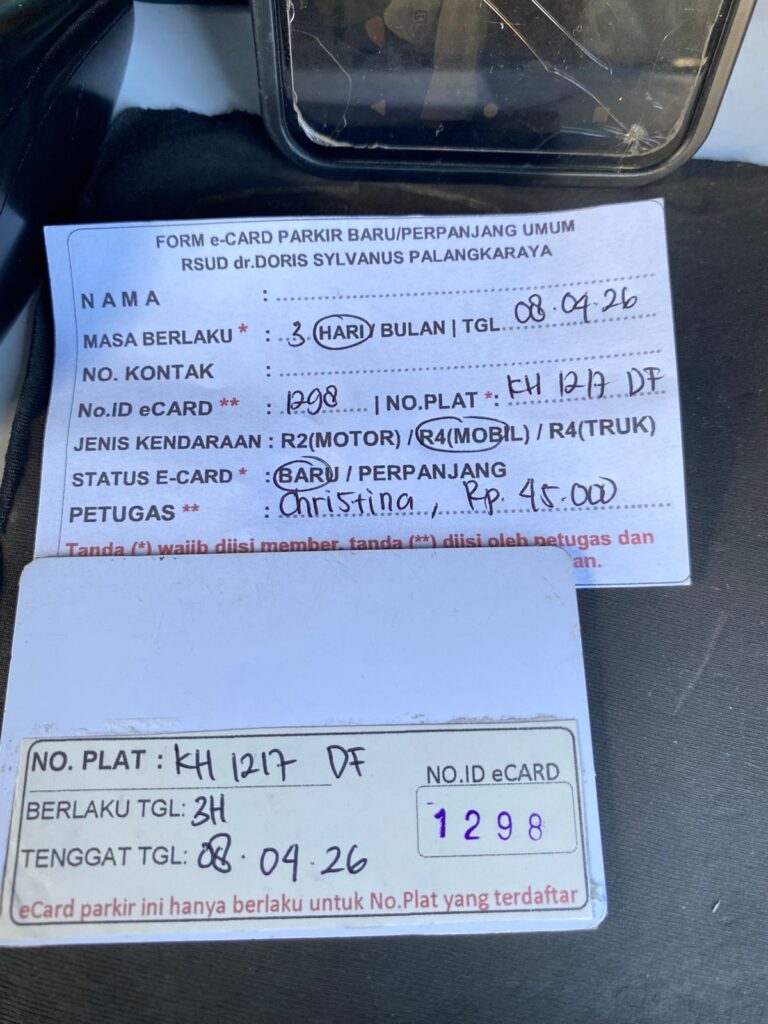 FORM e-CARD PARKIR BARU/PERPANJANG UMUM
RSUD dr.DORIS SYLVANUS PALANGKARAYA
NAMA :
MASA BERLAKU * : 3 HARI / BULAN | TGL 08.04.26
NO. KONTAK :
No.ID eCARD ** : 1298 | NO.PLAT *: KH 1217 DF
JENIS KENDARAAN : R2(MOTOR) / R4(MOBIL) / R4(TRUK)
STATUS E-CARD * : BARU / PERPANJANG
PETUGAS ** : Christina, Rp. 45.000
Tanda (*) wajib diisi member, tanda (**) diisi oleh petugas dan
an.
NO. PLAT : KH 1217 DF
NO.ID eCARD
BERLAKU TGL: 3H
1298
TENGGAT TGL: 08.04.26
eCard parkir ini hanya berlaku untuk No.Plat yang terdaftar